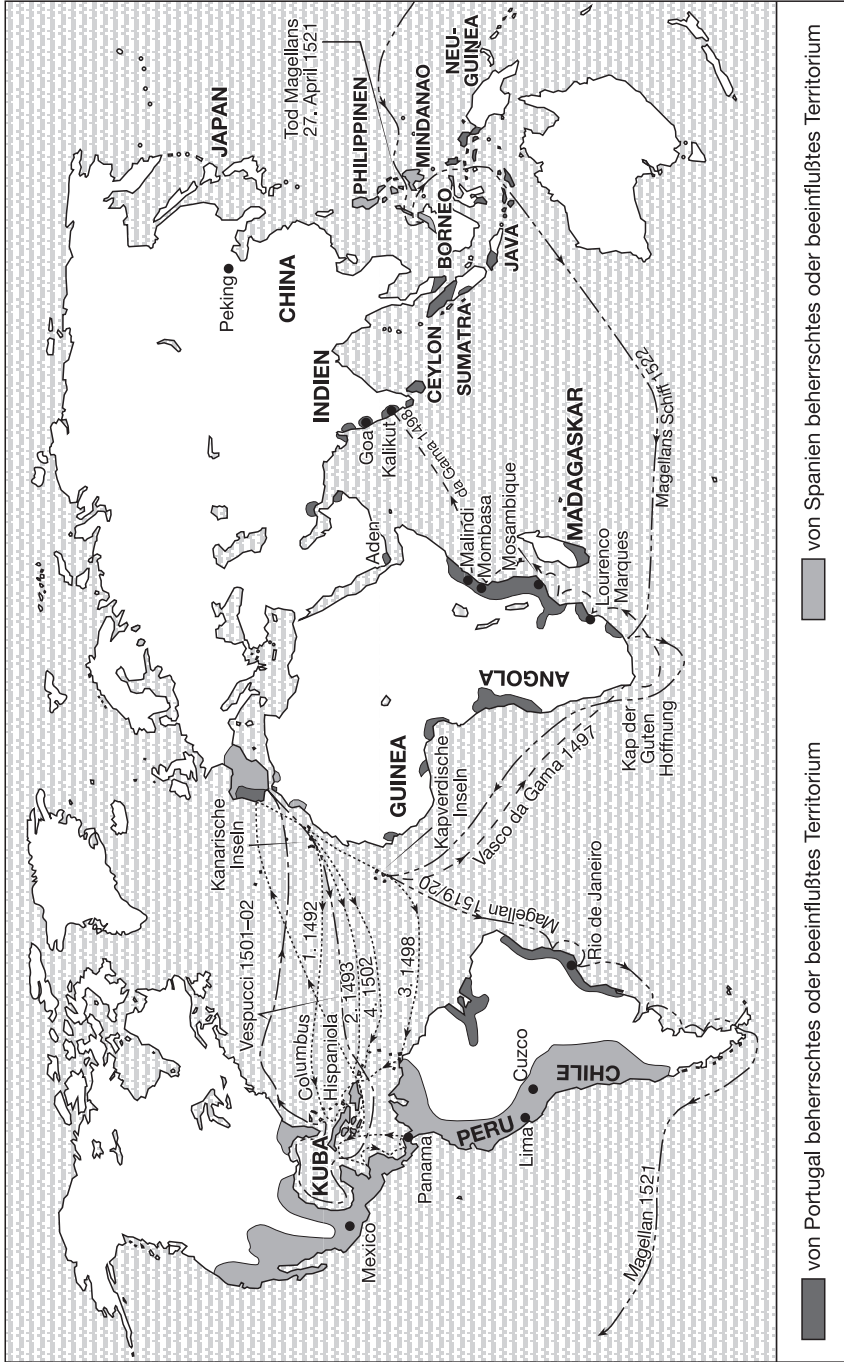 Vespucci 1501–02
Columbus
Hispaniola
1. 1492
2. 1493
4. 1502
3. 1498
KUBA
Mexico
Panama
PERU
Lima
Cuzco
CHILE
Rio de Janeiro
Magellan 1521
Magellan 1519/20
Kanarische
Inseln
GUINEA
Kapverdische
Inseln
Vasco da Gama 1497
ANGOLA
Kap der
Guten
Hoffnung
Aden
Malindi
Mombasa
Mosambique
da Gama 1498
MADAGASKAR
Lourenco
Marques
Magellans Schiff 1522
INDIEN
Goa
Kalikut
CEYLON
SUMATRA
CHINA
Peking
JAPAN
Tod Magellans
27. April 1521
PHILIPPINEN
MINDANAO
BORNEO
JAVA
NEU-
GUINEA
von Portugal beherrschtes oder beeinflußtes Territorium
von Spanien beherrschtes oder beeinflußtes Territorium